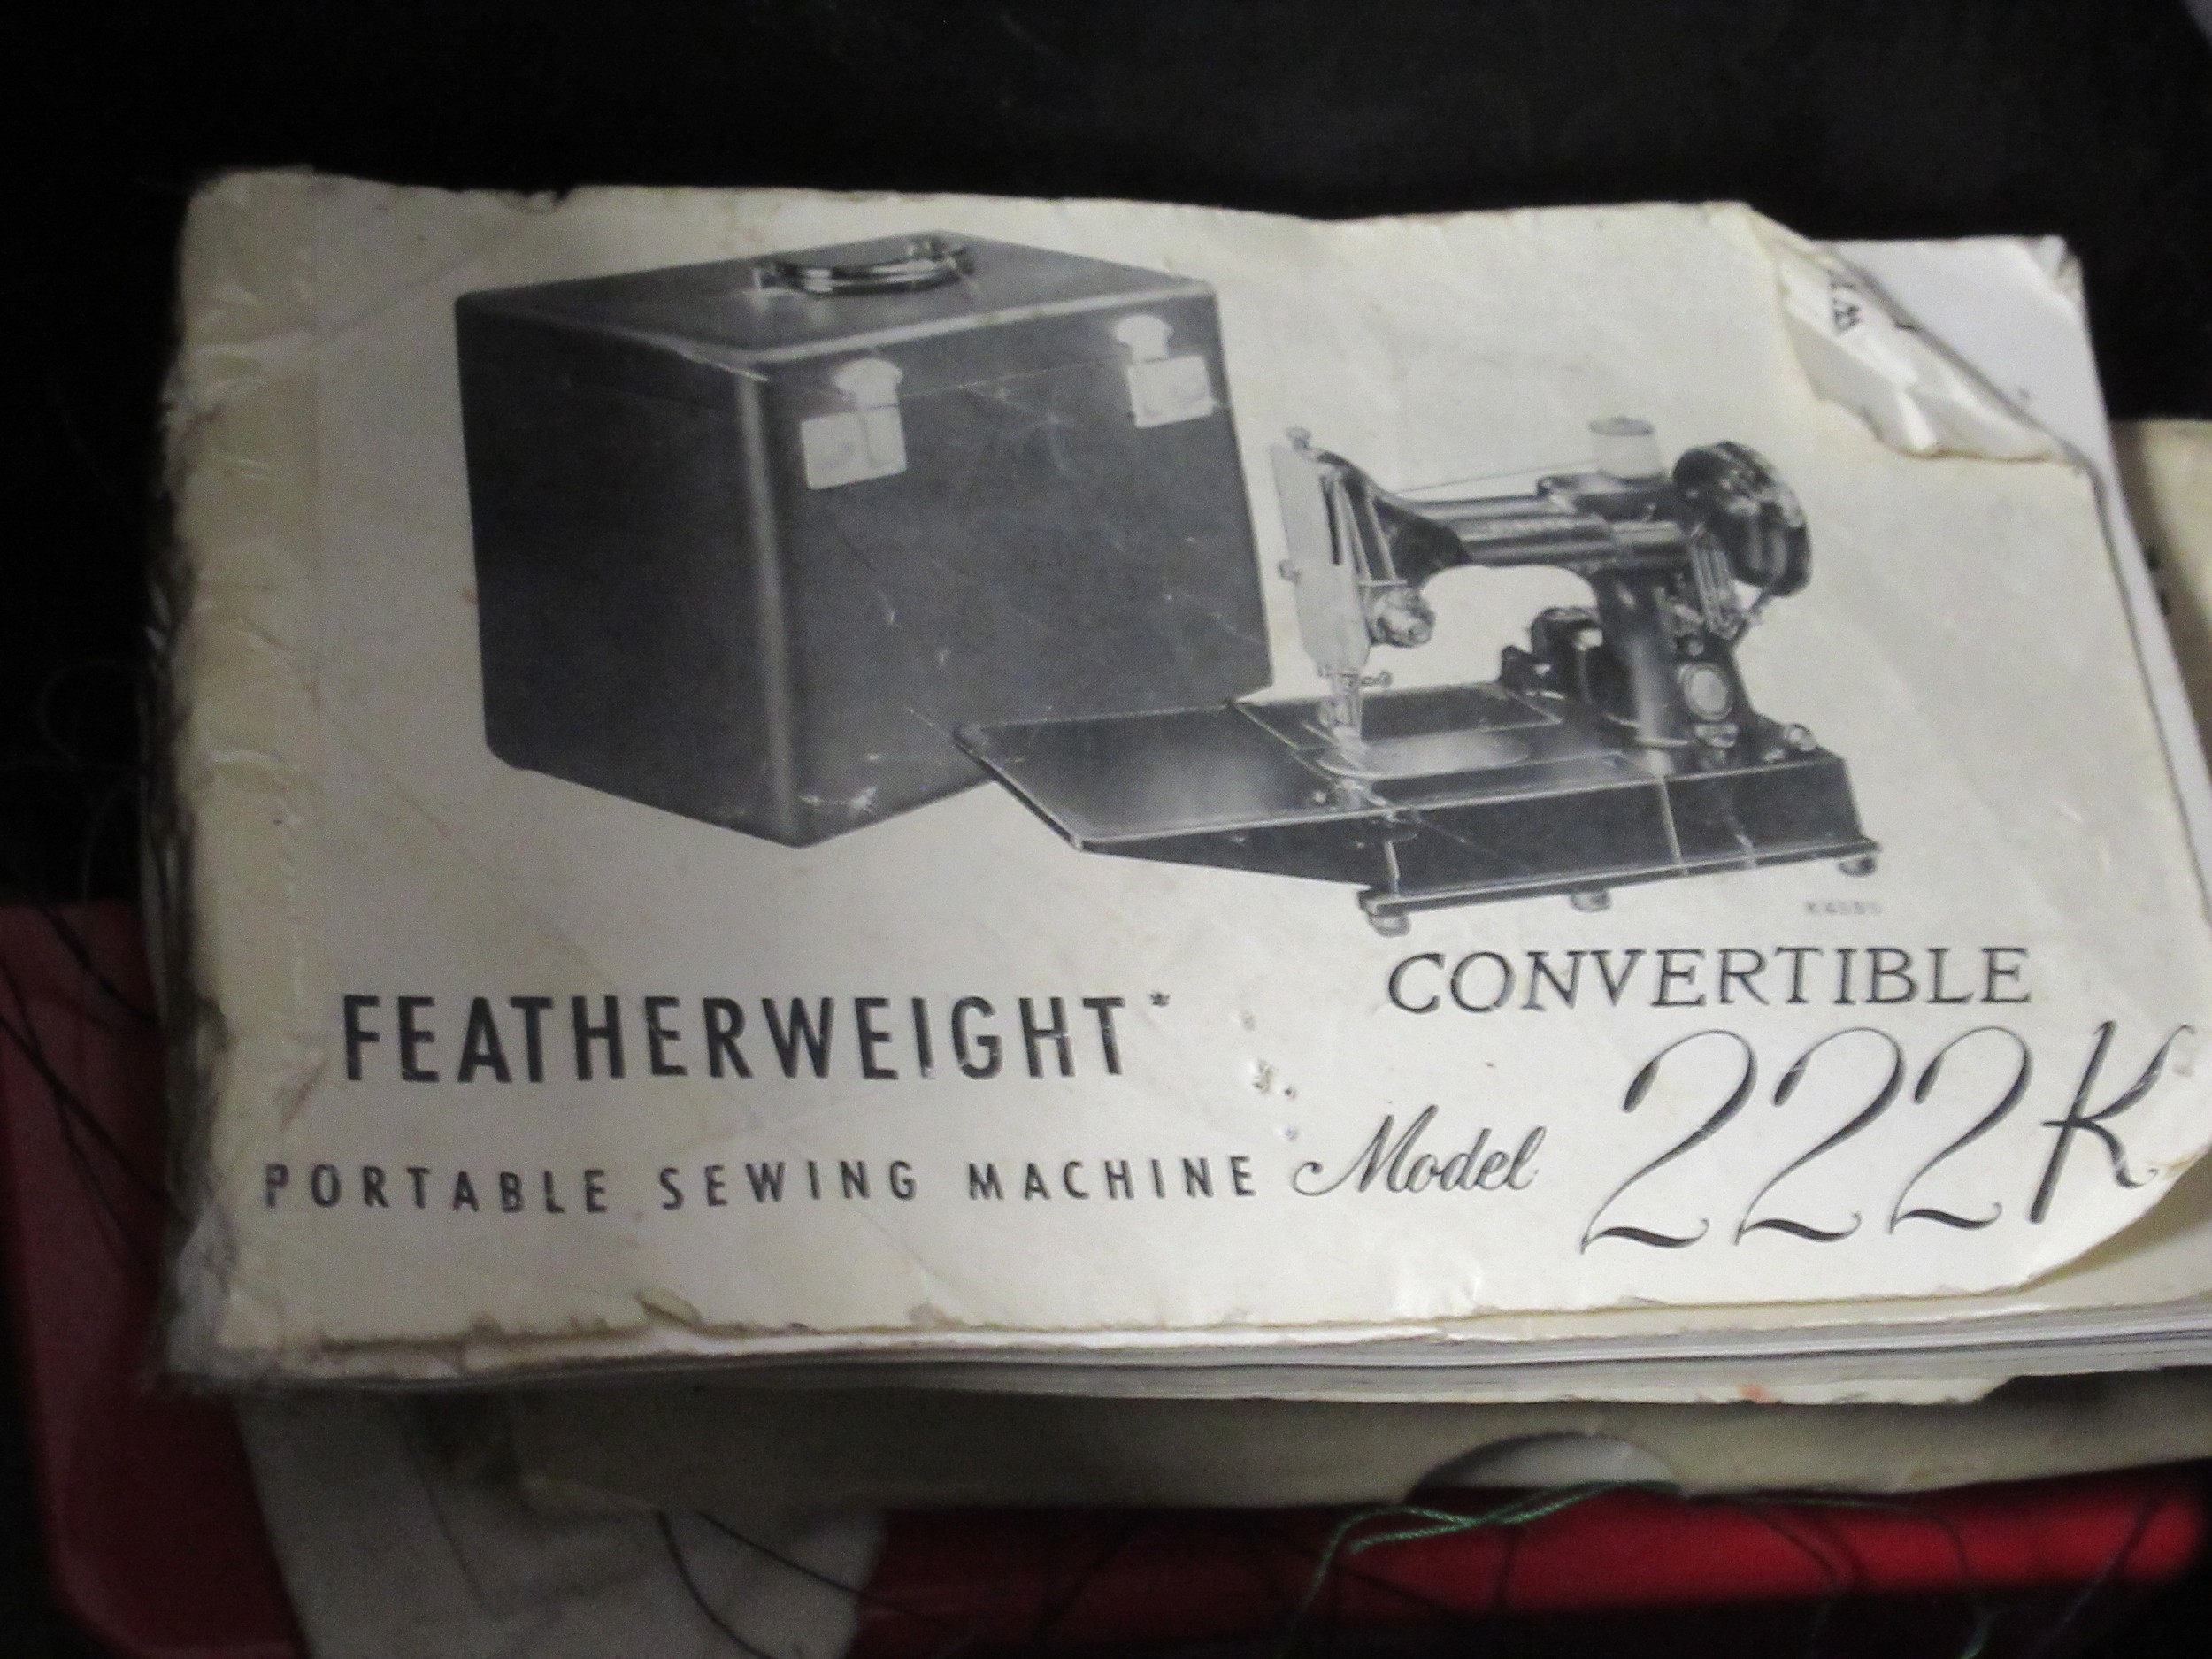 FEATHERWEIGHT*
PORTABLE SEWING MACHINE
CONVERTIBLE
Model 222K